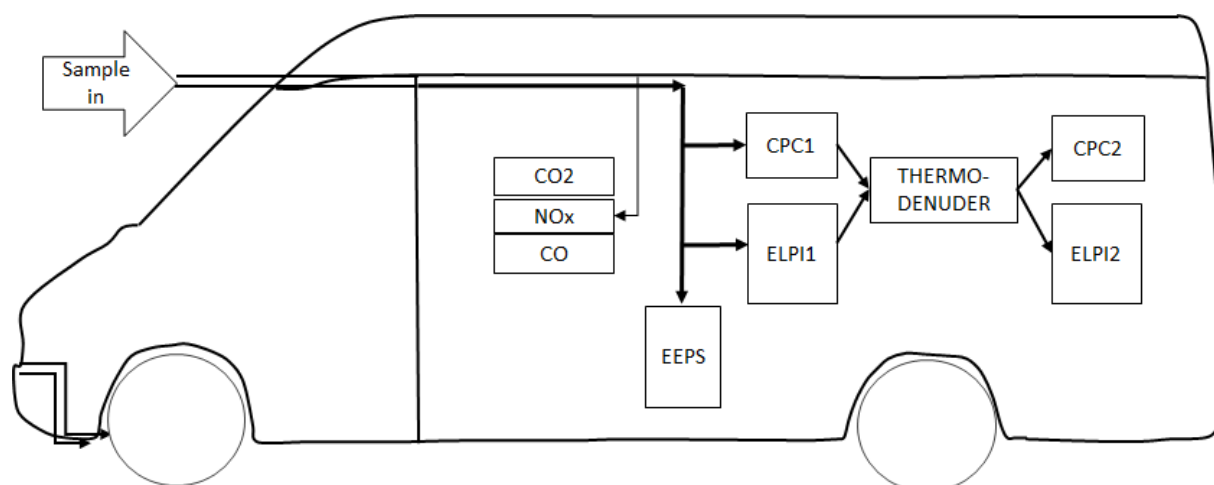 Sample
in
CO2
NOx
CO
CPC1
ELPI1
EEPS
THERMO-
DENUDER
CPC2
ELPI2